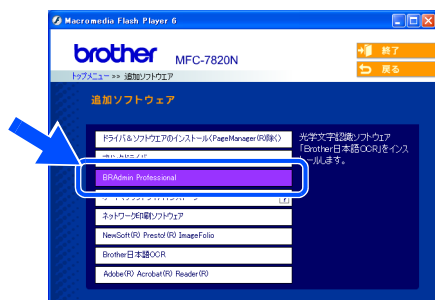 Macromedia Flash Player 6
brother MFC-7820N
終了
戻る
トップメニュー >> 追加ソフトウェア
追加ソフトウェア
ドライバ&ソフトウエアのインストール(PageManager(R)除く)
BRAdmin Professional
ネットワーク印刷ソフトウェア
NewSoft(R) Presto!(R) ImageFolio
Brother日本語OCR
Adobe(R) Acrobat(R) Reader(R)
光学文字認識ソフトウェア
「Brother日本語OCR」をインス
トールします。